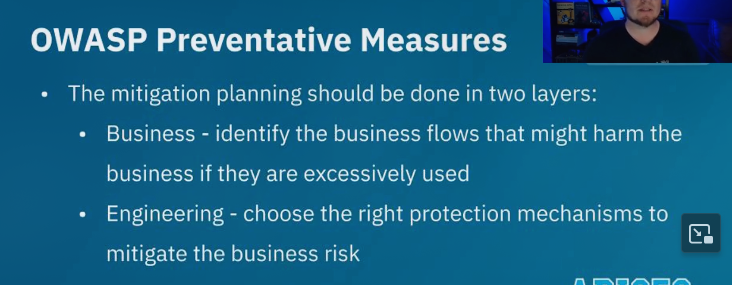 OWASP Preventative Measures
• The mitigation planning should be done in two layers:
• Business - identify the business flows that might harm the
business if they are excessively used
• Engineering - choose the right protection mechanisms to
mitigate the business risk